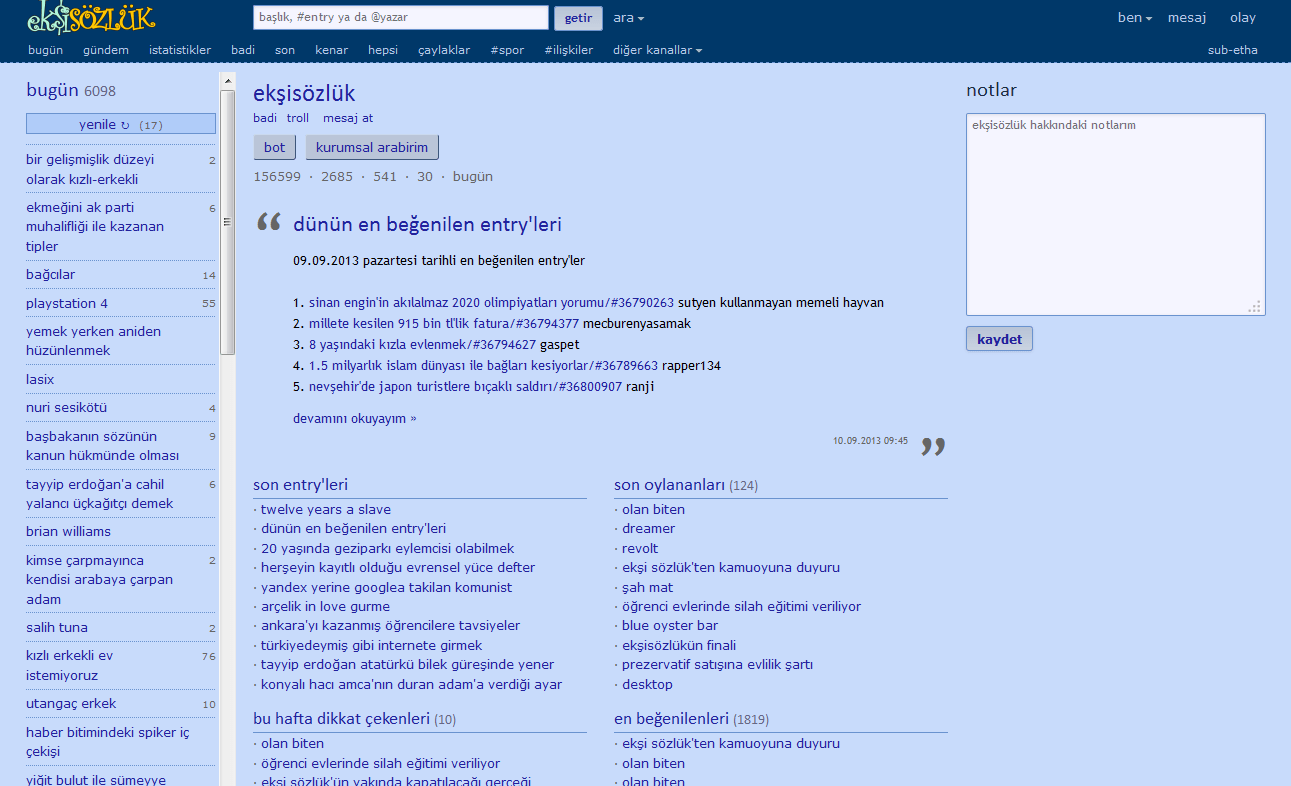 ekşisözlük
başlık, #entry ya da @yazar
getir
ara
ben mesaj olay
bugün gündem istatistikler badi son kenar hepsi çaylaklar #spor #ilişkiler diğer kanallar sub-etha
bugün 6098
yenile ↻ (17)
bir gelişmişlik düzeyi 2
olarak kızlı-erkekli
ekmeğini ak parti 6
muhalifliği ile kazanan
tipler
bağcılar 14
playstation 4 55
yemek yerken aniden
hüzünlenmek
lasix
nuri sesikötü 4
başbakanın sözünün 9
kanun hükmünde olması
tayyip erdoğan'a cahil 6
yalancı üçkağıtçı demek
brian williams
kimse çarpmayınca 2
kendisi arabaya çarpan
adam
salih tuna 2
kızlı erkekli ev 76
istemiyoruz
utangaç erkek 10
haber bitimindeki spiker iç
çekişi
yiğit bulut ile sümeyye
ekşisözlük
badi troll mesaj at
bot kurumsal arabirim
156599 · 2685 · 541 · 30 · bugün
“ dünün en beğenilen entry'leri
09.09.2013 pazartesi tarihli en beğenilen entry'ler
1. sinan engin'in akılalmaz 2020 olimpiyatları yorumu/#36790263 sutyen kullanmayan memeli hayvan
2. millete kesilen 915 bin tl'lik fatura/#36794377 mecburenyasamak
3. 8 yaşındaki kızla evlenmek/#36794627 gaspet
4. 1.5 milyarlık islam dünyası ile bağları kesiyorlar/#36789663 rapper134
5. nevşehir'de japon turistlere bıçaklı saldırı/#36800907 ranji
devamını okuyayım »
10.09.2013 09:45 ”
son entry'leri
· twelve years a slave
· dünün en beğenilen entry'leri
· 20 yaşında geziparkı eylemcisi olabilmek
· herşeyin kayıtlı olduğu evrensel yüce defter
· yandex yerine googlea takilan komunist
· arçelik in love gurme
· ankara'yı kazanmış öğrencilere tavsiyeler
· türkiyedeymiş gibi internete girmek
· tayyip erdoğan atatürkü bilek güreşinde yener
· konyalı hacı amca'nın duran adam'a verdiği ayar
son oylananları (124)
· olan biten
· dreamer
· revolt
· ekşi sözlük'ten kamuoyuna duyuru
· şah mat
· öğrenci evlerinde silah eğitimi veriliyor
· blue oyster bar
· ekşisözlükün finali
· prezervatif satışına evlilik şartı
· desktop
bu hafta dikkat çekenleri (10)
· olan biten
· öğrenci evlerinde silah eğitimi veriliyor
· ekşi sözlük'ün yakında kapatılacağı gerçeği
en beğenilenleri (1819)
· ekşi sözlük'ten kamuoyuna duyuru
· olan biten
· olan biten
notlar
ekşisözlük hakkındaki notlarım
kaydet